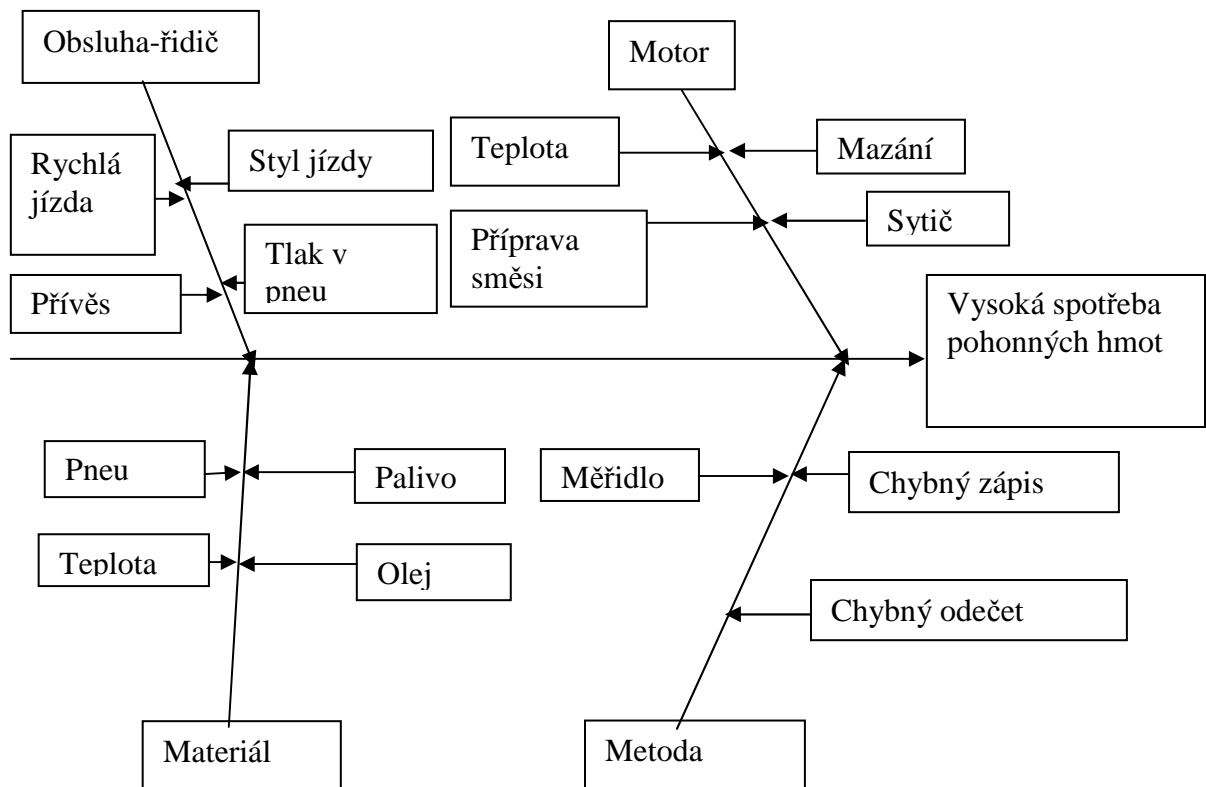 Obsluha-řidič
Motor
Rychlá
jízda
Styl jízdy
Teplota
Mazání
Přívěs
Tlak v
pneu
Příprava
směsi
Sytič
Vysoká spotřeba
pohonných hmot
Pneu
Palivo
Měřidlo
Chybný zápis
Teplota
Olej
Chybný odečet
Materiál
Metoda